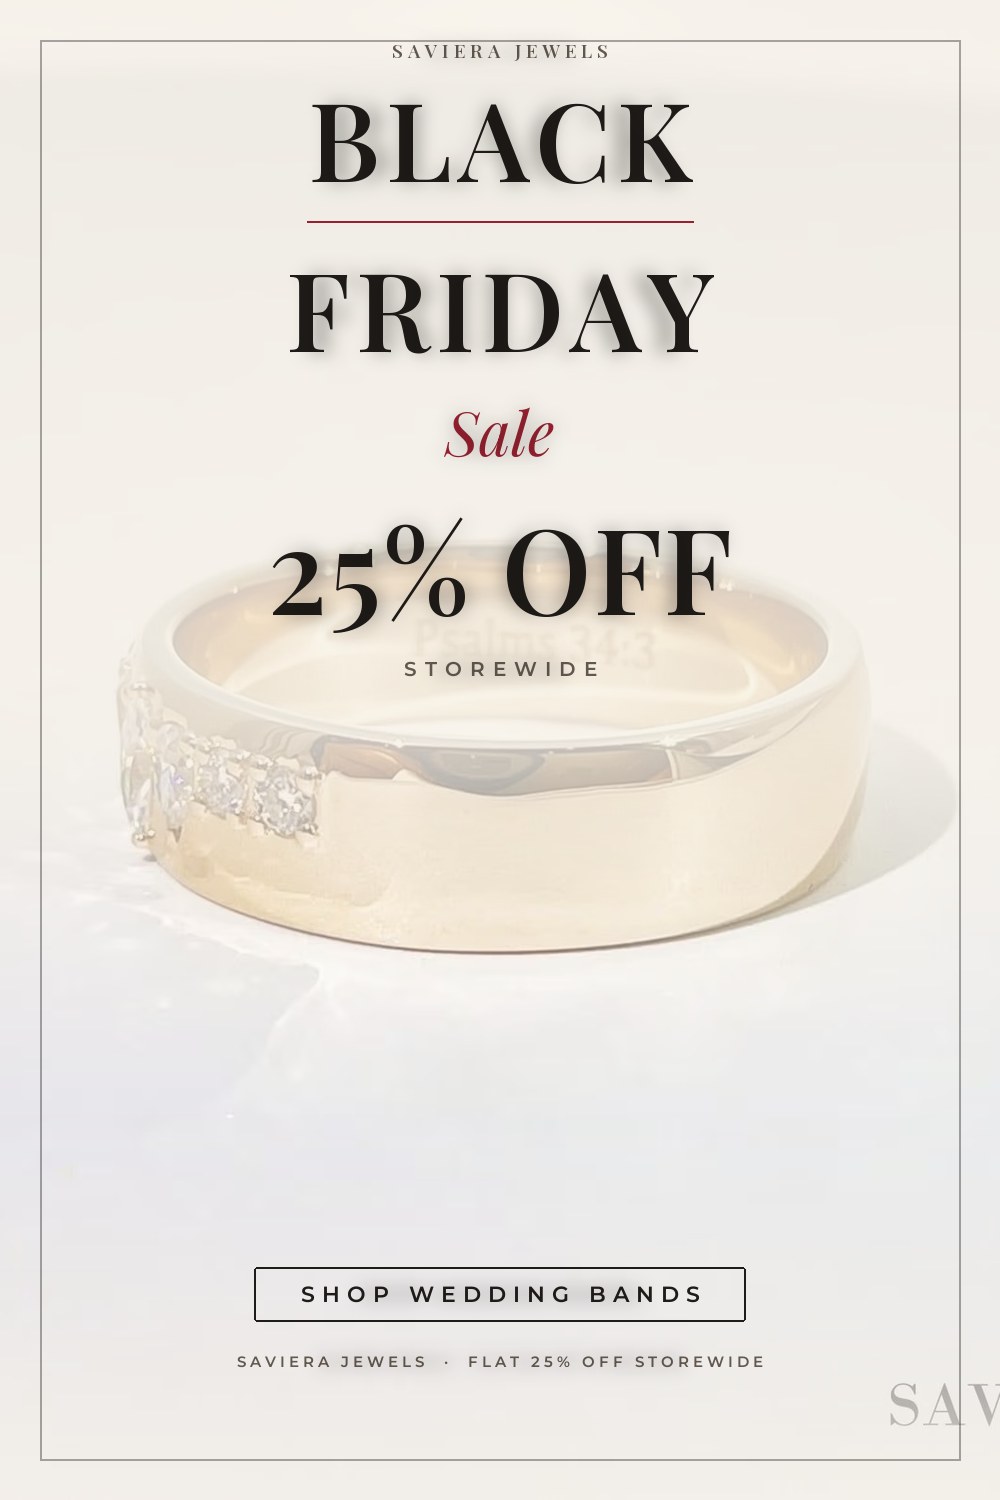 SAVIERA JEWELS
BLACK
FRIDAY
Sale
25% OFF
Psalms 34:3
STOREWIDE
SHOP WEDDING BANDS
SAVIERA JEWELS · FLAT 25% OFF STOREWIDE
SAV